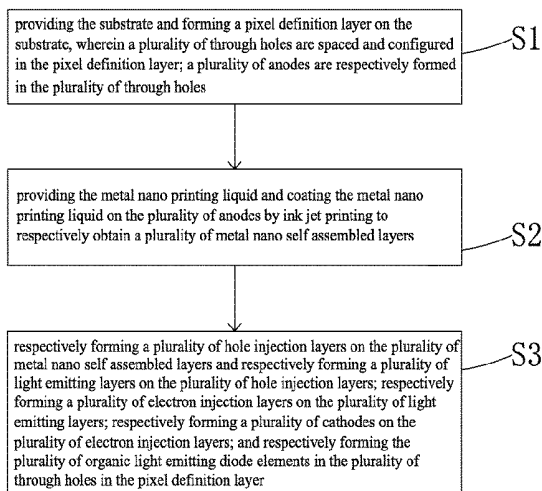 providing the substrate and forming a pixel definition layer on the
substrate, wherein a plurality of through holes are spaced and configured
in the pixel definition layer; a plurality of anodes are respectively formed
in the plurality of through holes
S1
providing the metal nano printing liquid and coating the metal nano
printing liquid on the plurality of anodes by ink jet printing to
respectively obtain a plurality of metal nano self assembled layers
S2
respectively forming a plurality of hole injection layers on the plurality of
metal nano self assembled layers and respectively forming a plurality of
light emitting layers on the plurality of hole injection layers; respectively
forming a plurality of electron injection layers on the plurality of light
emitting layers; respectively forming a plurality of cathodes on the
plurality of electron injection layers; and respectively forming the
plurality of organic light emitting diode elements in the plurality of
through holes in the pixel definition layer
S3